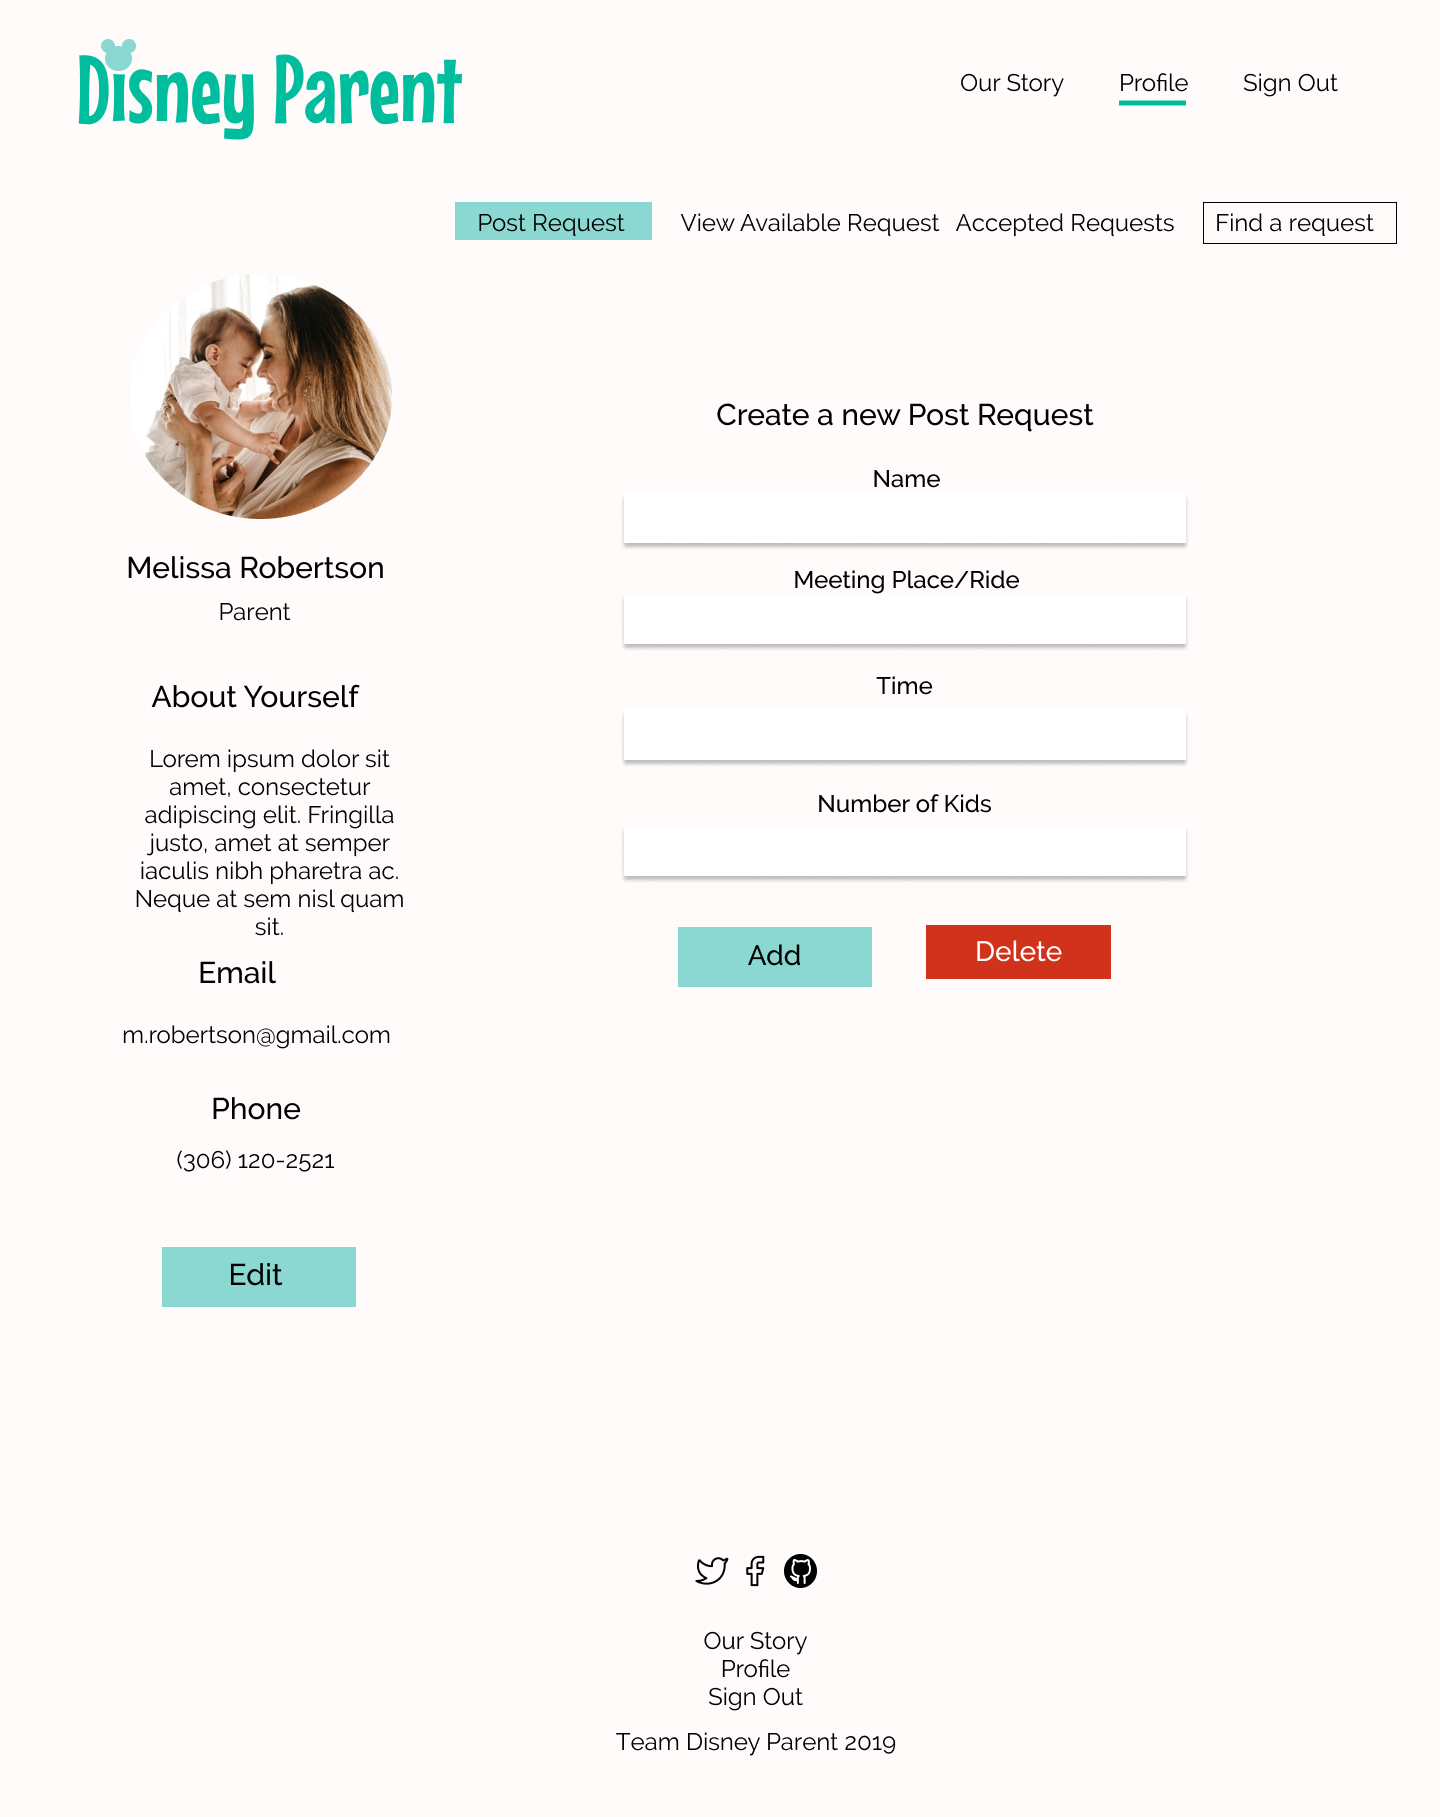 Disney Parent
Our Story
Profile
Sign Out
Post Request
View Available Request
Accepted Requests
Find a request
Melissa Robertson
Parent
About Yourself
Lorem ipsum dolor sit
amet, consectetur
adipiscing elit. Fringilla
justo, amet at semper
iaculis nibh pharetra ac.
Neque at sem nisl quam
sit.
Email
m.robertson@gmail.com
Phone
(306) 120-2521
Edit
Create a new Post Request
Name
Meeting Place/Ride
Time
Number of Kids
Add
Delete
Our Story
Profile
Sign Out
Team Disney Parent 2019